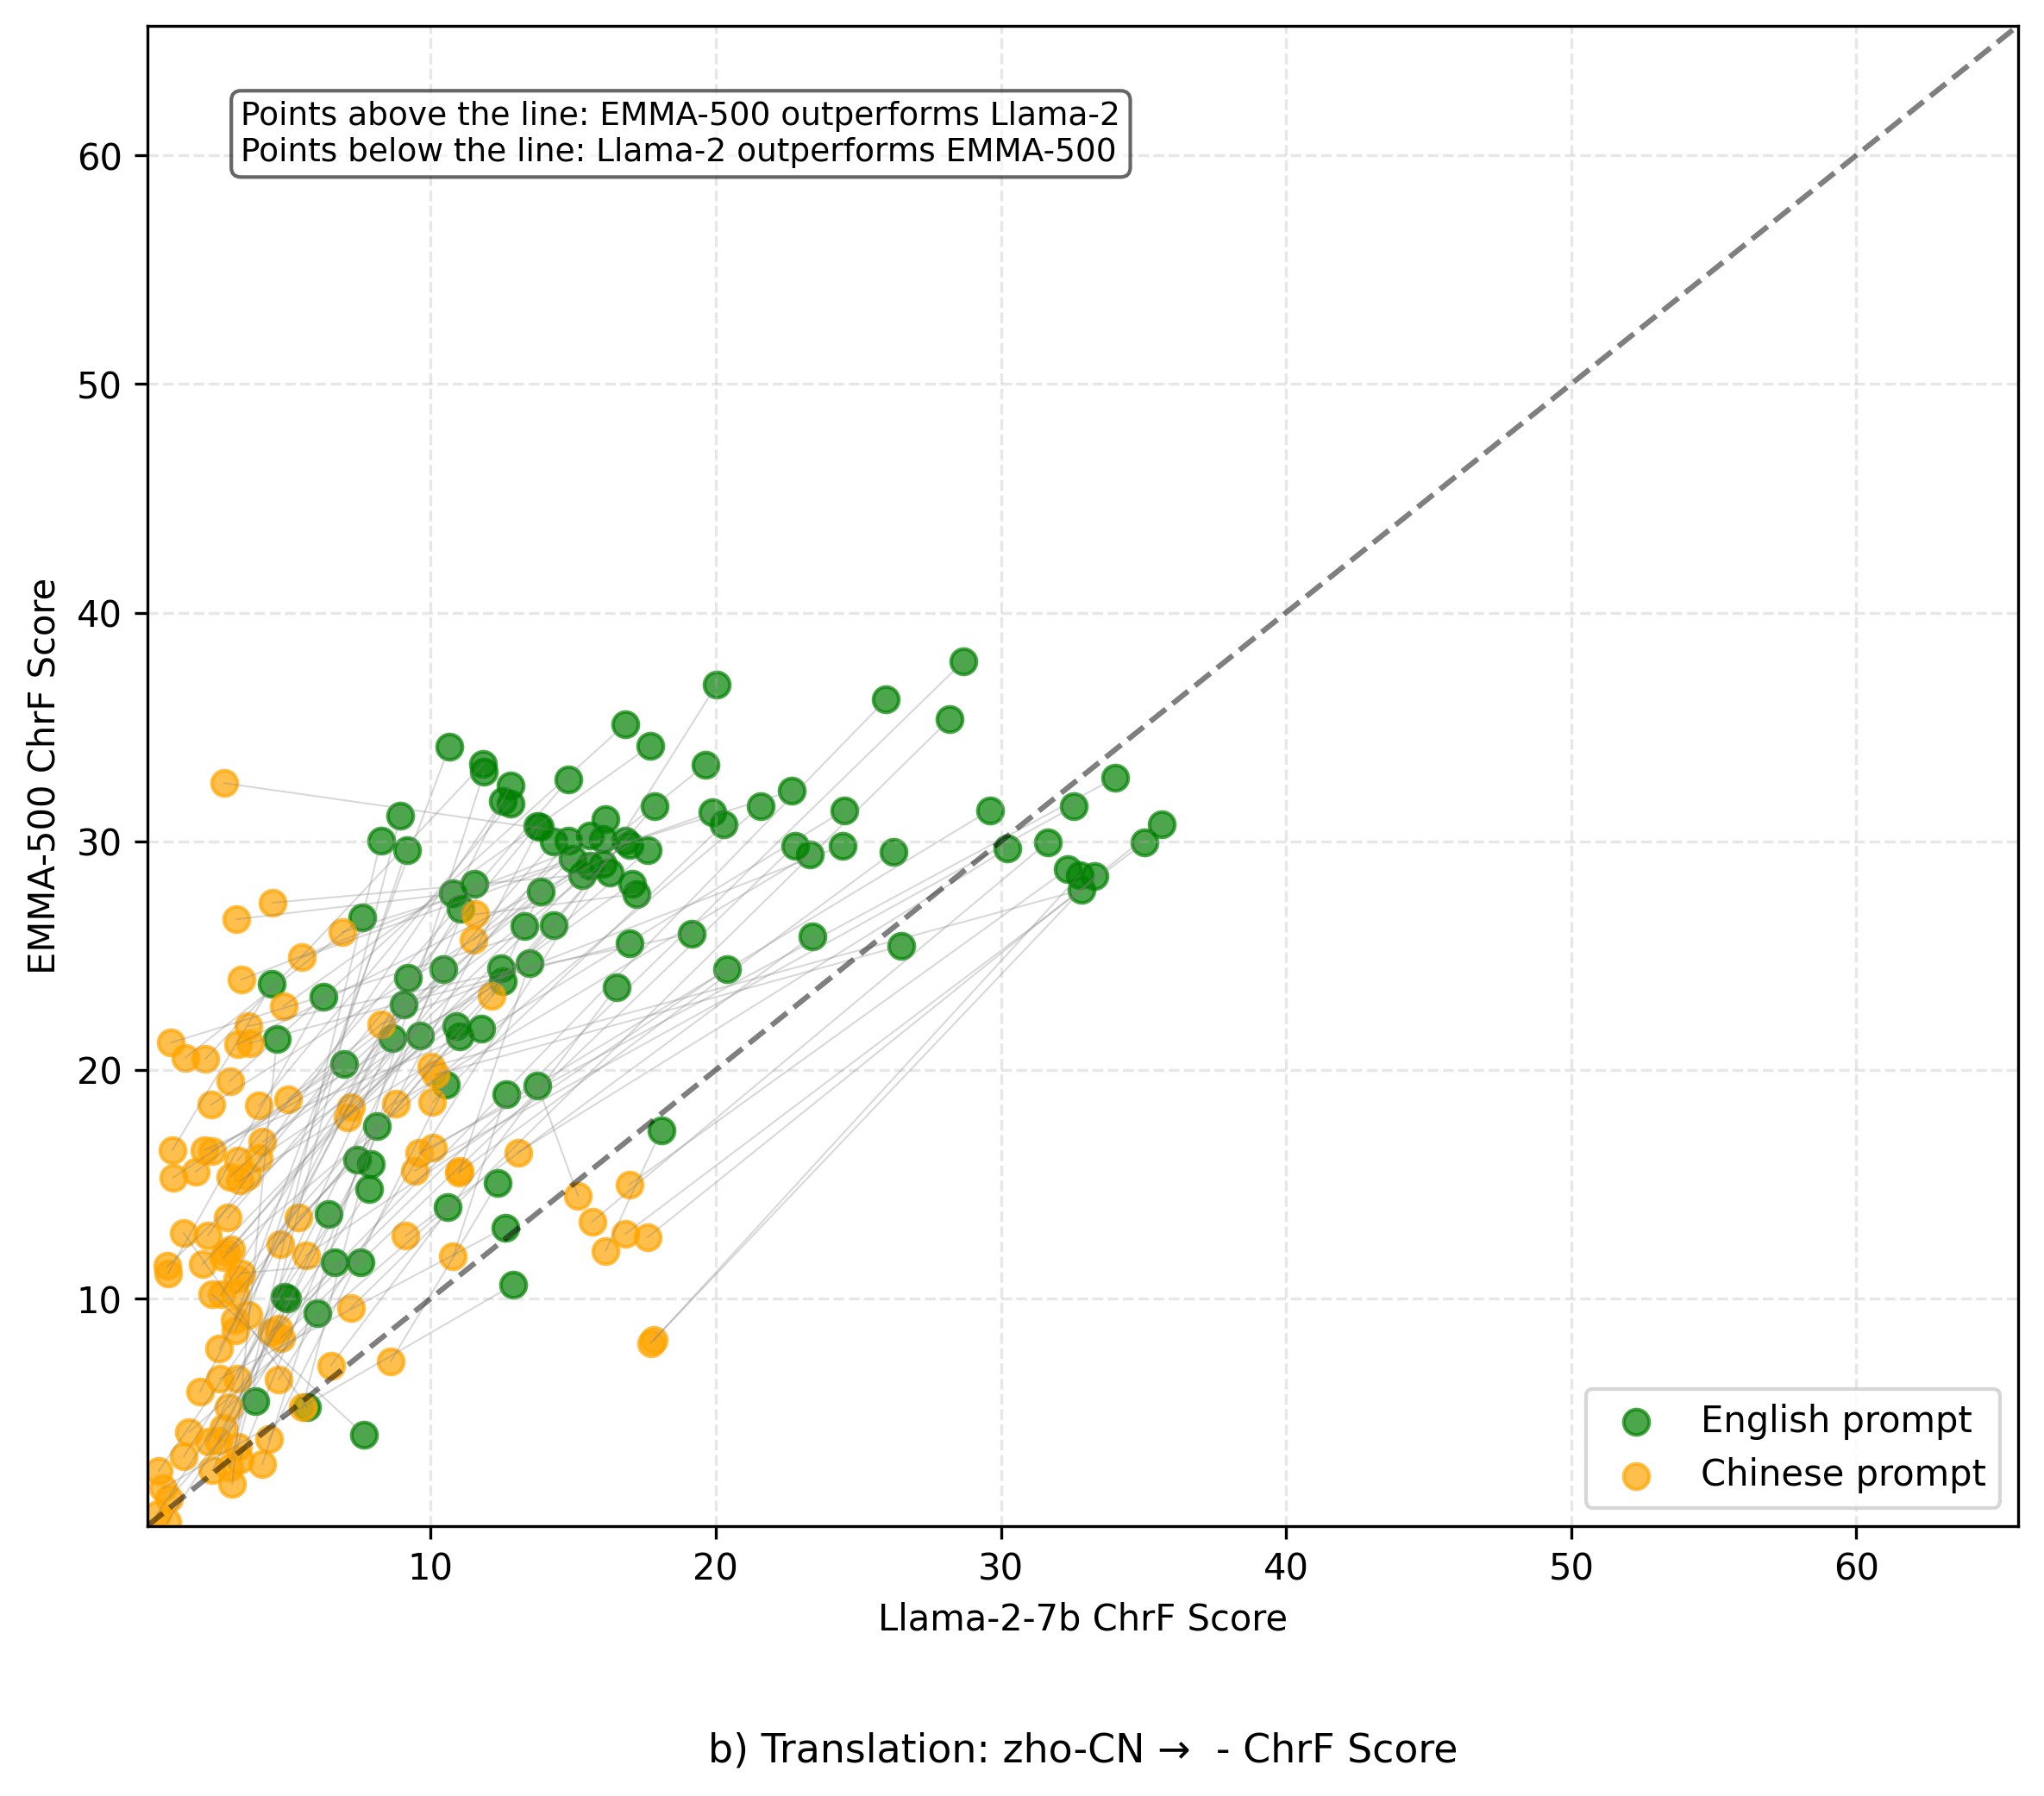 Points above the line: EMMA-500 outperforms Llama-2
Points below the line: Llama-2 outperforms EMMA-500
60
50
40
30
20
10
EMMA-500 ChrF Score
English prompt
Chinese prompt
10 20 30 40 50 60
Llama-2-7b ChrF Score
b) Translation: zho-CN → - ChrF Score